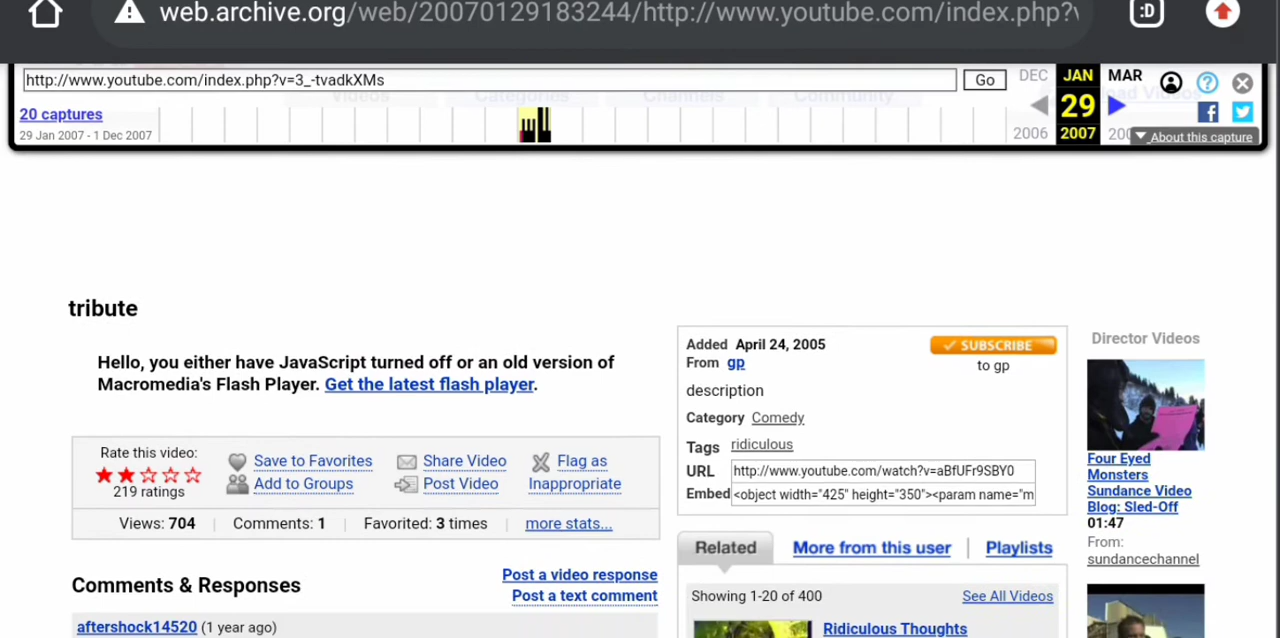 web.archive.org/web/20070129183244/http://www.youtube.com/index.php?v
:D
http://www.youtube.com/index.php?v=3_-tvadkXMs
Go
DEC
JAN
MAR
Videos
Categories
Channels
Community
20 captures
29
29 Jan 2007 - 1 Dec 2007
2006
2007
About this capture
tribute
Hello, you either have JavaScript turned off or an old version of
Macromedia's Flash Player. Get the latest flash player.
Rate this video:
219 ratings
Save to Favorites
Share Video
Flag as
Add to Groups
Post Video
Inappropriate
Views: 704
Comments: 1
Favorited: 3 times
more stats...
Comments & Responses
Post a video response
Post a text comment
aftershock14520 (1 year ago)
Added April 24, 2005
SUBSCRIBE
From gp
to gp
description
Category Comedy
Tags ridiculous
URL http://www.youtube.com/watch?v=aBfUFr9SBY0
Embed <object width="425" height="350"><param name="m
Related
More from this user
Playlists
Showing 1-20 of 400
See All Videos
Ridiculous Thoughts
Director Videos
Four Eyed
Monsters
Sundance Video
Blog: Sled-Off
01:47
From:
sundancechannel